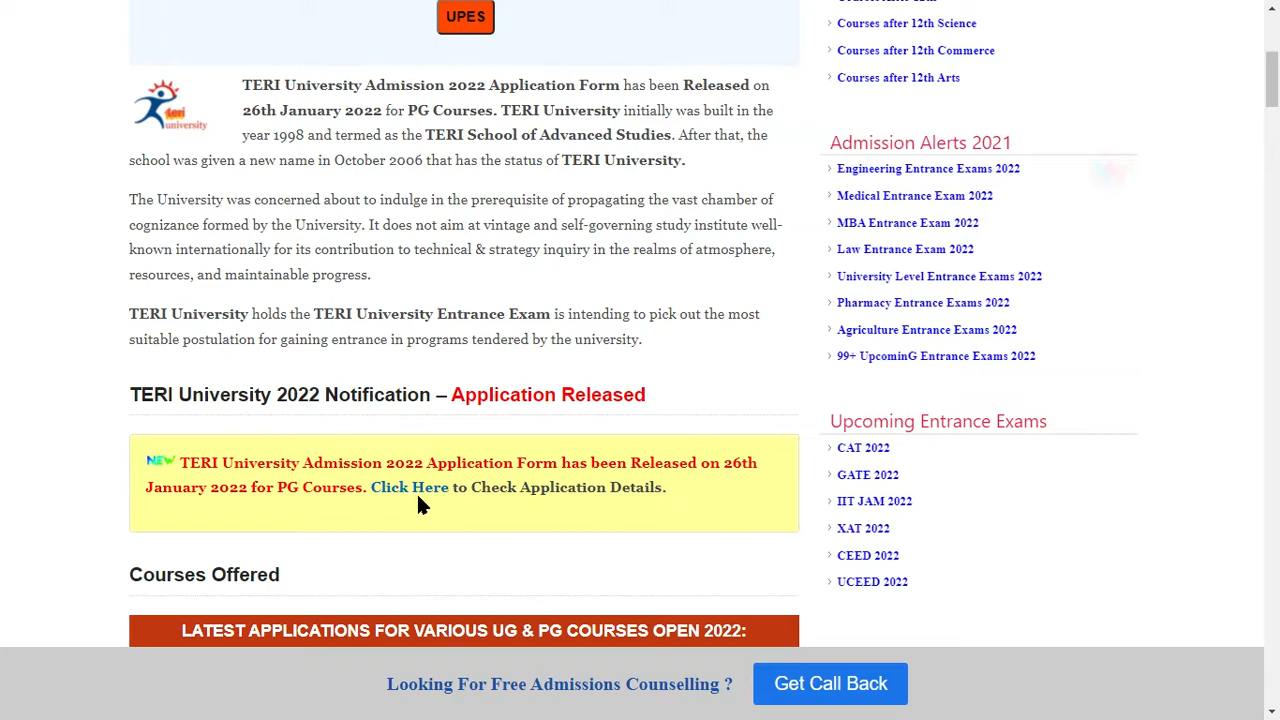 UPES
TERI University Admission 2022 Application Form has been Released on
26th January 2022 for PG Courses. TERI University initially was built in the
year 1998 and termed as the TERI School of Advanced Studies. After that, the
school was given a new name in October 2006 that has the status of TERI University.
teri
university
The University was concerned about to indulge in the prerequisite of propagating the vast chamber of
cognizance formed by the University. It does not aim at vintage and self-governing study institute well-
known internationally for its contribution to technical & strategy inquiry in the realms of atmosphere,
resources, and maintainable progress.
TERI University holds the TERI University Entrance Exam is intending to pick out the most
suitable postulation for gaining entrance in programs tendered by the university.
TERI University 2022 Notification – Application Released
NEW TERI University Admission 2022 Application Form has been Released on 26th
January 2022 for PG Courses. Click Here to Check Application Details.
Courses Offered
LATEST APPLICATIONS FOR VARIOUS UG & PG COURSES OPEN 2022:
Courses after 12th Science
Courses after 12th Commerce
Courses after 12th Arts
Admission Alerts 2021
Engineering Entrance Exams 2022
Medical Entrance Exam 2022
MBA Entrance Exam 2022
Law Entrance Exam 2022
University Level Entrance Exams 2022
Pharmacy Entrance Exams 2022
Agriculture Entrance Exams 2022
99+ UpcominG Entrance Exams 2022
Upcoming Entrance Exams
CAT 2022
GATE 2022
IIT JAM 2022
XAT 2022
CEED 2022
UCEED 2022
Looking For Free Admissions Counselling ?
Get Call Back